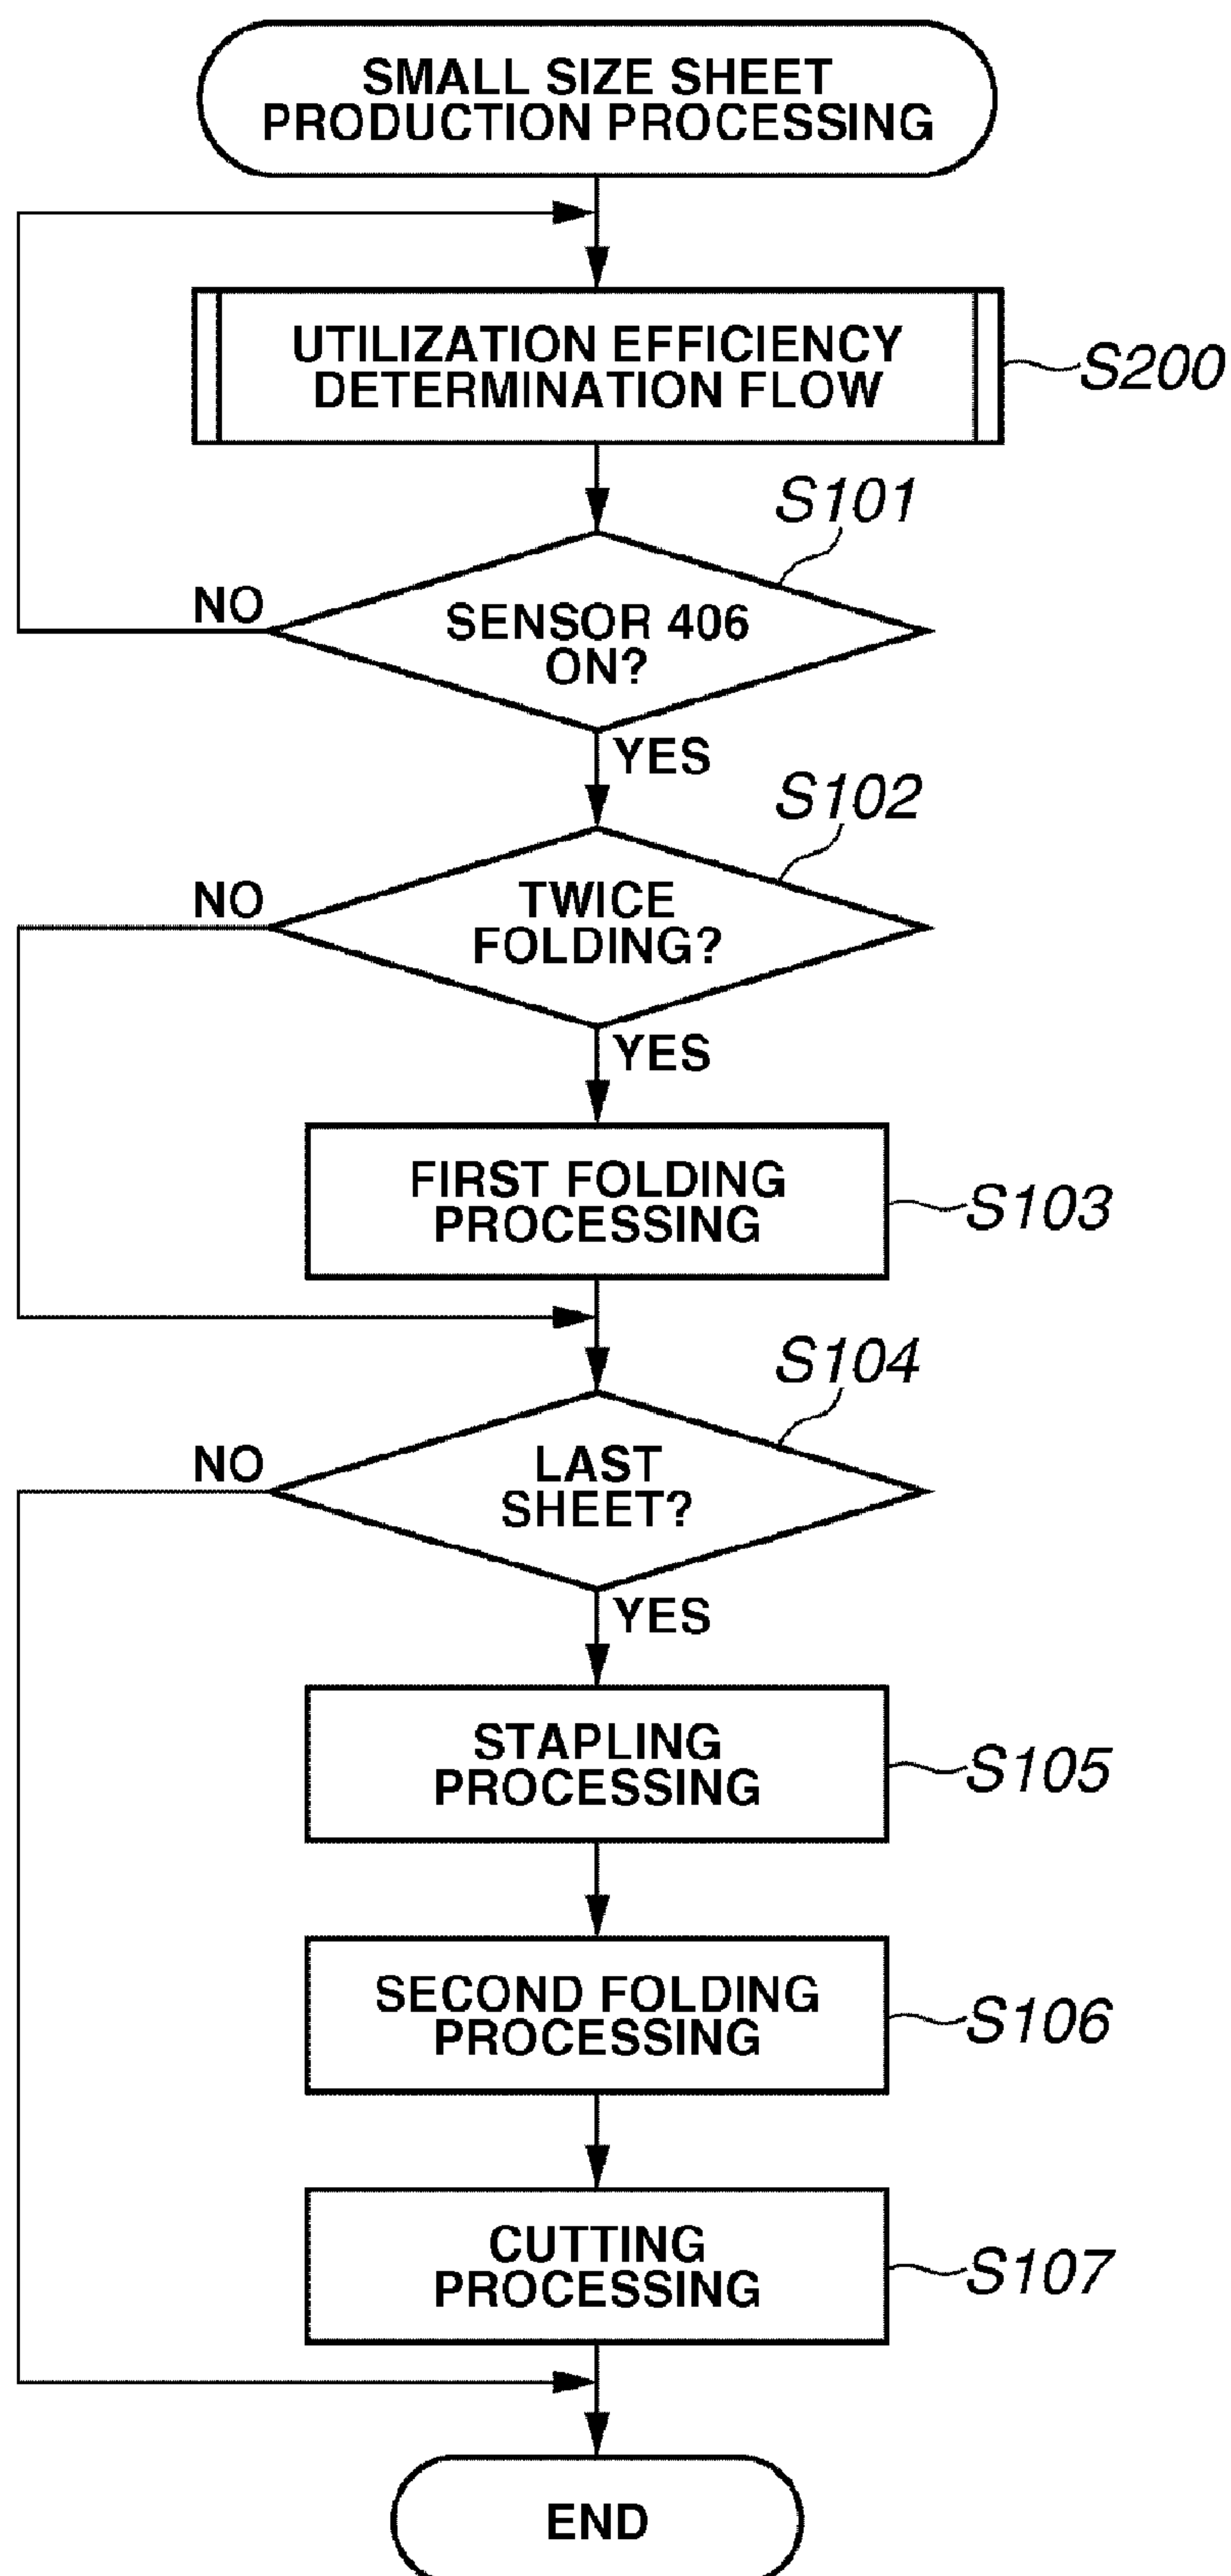 SMALL SIZE SHEET
PRODUCTION PROCESSING
UTILIZATION EFFICIENCY
DETERMINATION FLOW
S200
S101
NO
SENSOR 406
ON?
YES
S102
NO
TWICE
FOLDING?
YES
FIRST FOLDING
PROCESSING
S103
S104
NO
LAST
SHEET?
YES
STAPLING
PROCESSING
S105
SECOND FOLDING
PROCESSING
S106
CUTTING
PROCESSING
S107
END